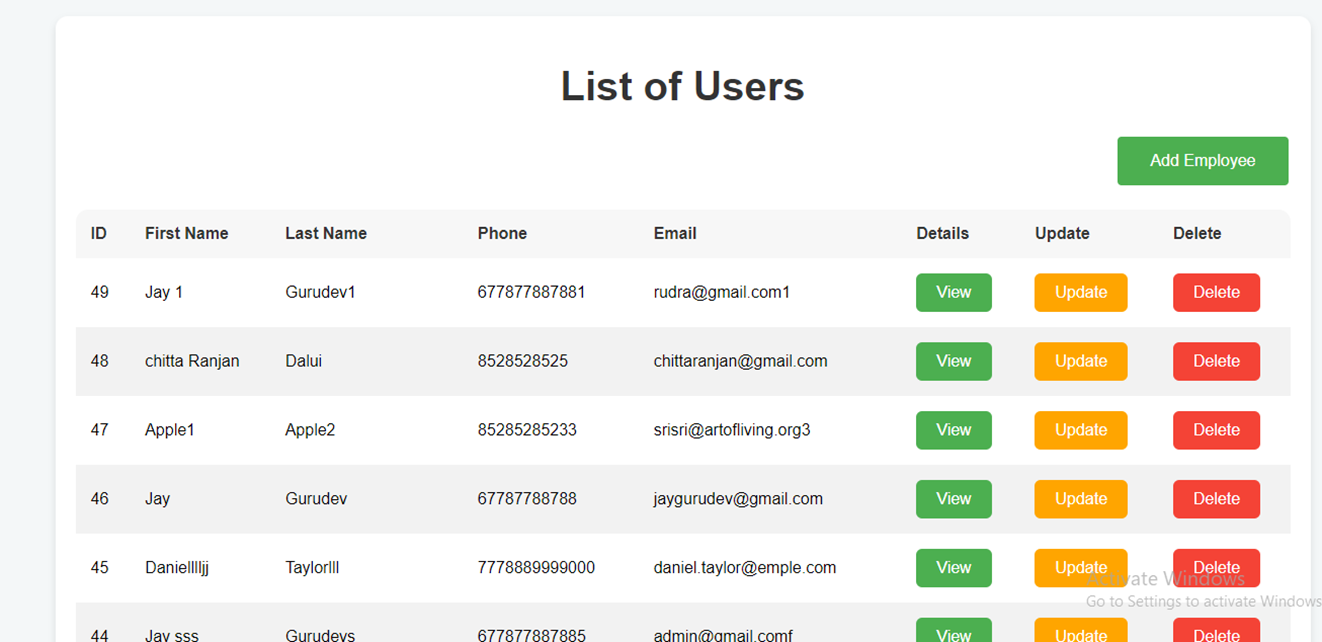 List of Users
Add Employee
ID First Name Last Name Phone Email Details Update Delete
49 Jay 1 Gurudev1 677877887881 rudra@gmail.com1 View Update Delete
48 chitta Ranjan Dalui 8528528525 chittaranjan@gmail.com View Update Delete
47 Apple1 Apple2 85285285233 srisri@artofliving.org3 View Update Delete
46 Jay Gurudev 67787788788 jaygurudev@gmail.com View Update Delete
45 Danielllljj Taylorlll 7778889999000 daniel.taylor@emple.com View Update Delete
Activate Windows
Go to Settings to activate Windows
44 Jay sss Gurudevs 677877887885 admin@gmail.comf View Update Delete